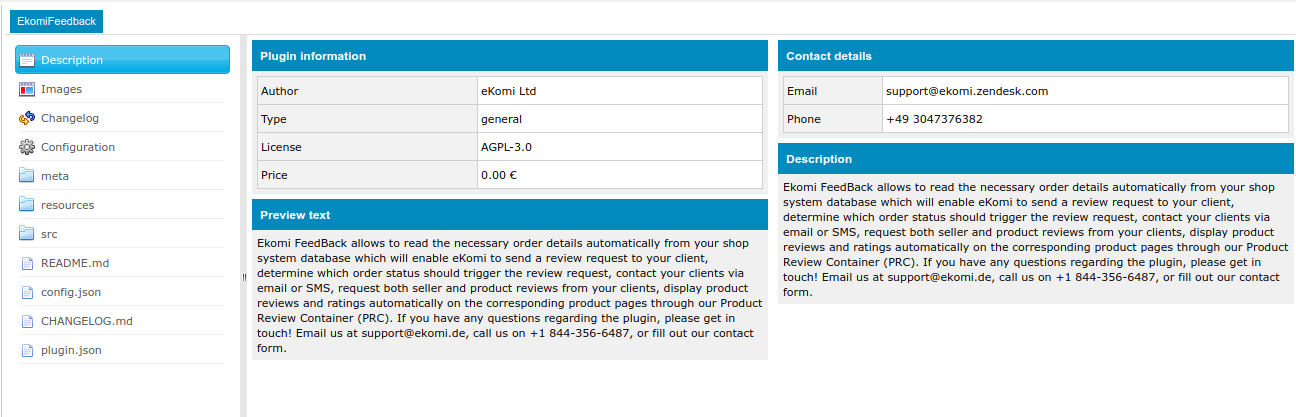 EkomiFeedback
Description
Images
Changelog
Configuration
meta
resources
src
README.md
config.json
CHANGELOG.md
plugin.json
Plugin information
Author eKomi Ltd
Type general
License AGPL-3.0
Price 0.00 €
Preview text
Ekomi FeedBack allows to read the necessary order details automatically from your shop
system database which will enable eKomi to send a review request to your client,
determine which order status should trigger the review request, contact your clients via
email or SMS, request both seller and product reviews from your clients, display product
reviews and ratings automatically on the corresponding product pages through our Product
Review Container (PRC). If you have any questions regarding the plugin, please get in
touch! Email us at support@ekomi.de, call us on +1 844-356-6487, or fill out our contact
form.
Contact details
Email support@ekomi.zendesk.com
Phone +49 3047376382
Description
Ekomi FeedBack allows to read the necessary order details automatically from your shop
system database which will enable eKomi to send a review request to your client,
determine which order status should trigger the review request, contact your clients via
email or SMS, request both seller and product reviews from your clients, display product
reviews and ratings automatically on the corresponding product pages through our Product
Review Container (PRC). If you have any questions regarding the plugin, please get in
touch! Email us at support@ekomi.de, call us on +1 844-356-6487, or fill out our contact
form.